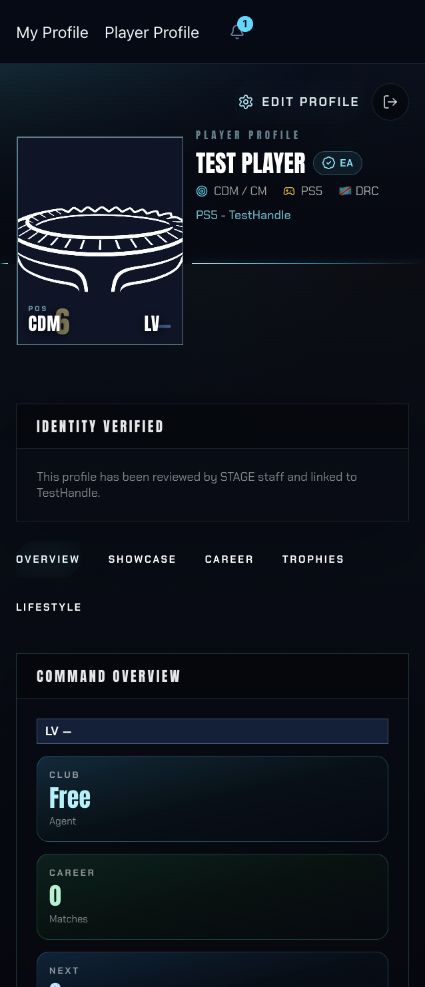 My Profile Player Profile 1
EDIT PROFILE
PLAYER PROFILE
TEST PLAYER EA
CDM / CM PS5 DRC
PS5 - TestHandle
POS
CDM 6 LV —
IDENTITY VERIFIED
This profile has been reviewed by STAGE staff and linked to
TestHandle.
OVERVIEW SHOWCASE CAREER TROPHIES
LIFESTYLE
COMMAND OVERVIEW
LV —
CLUB
Free
Agent
CAREER
0
Matches
NEXT